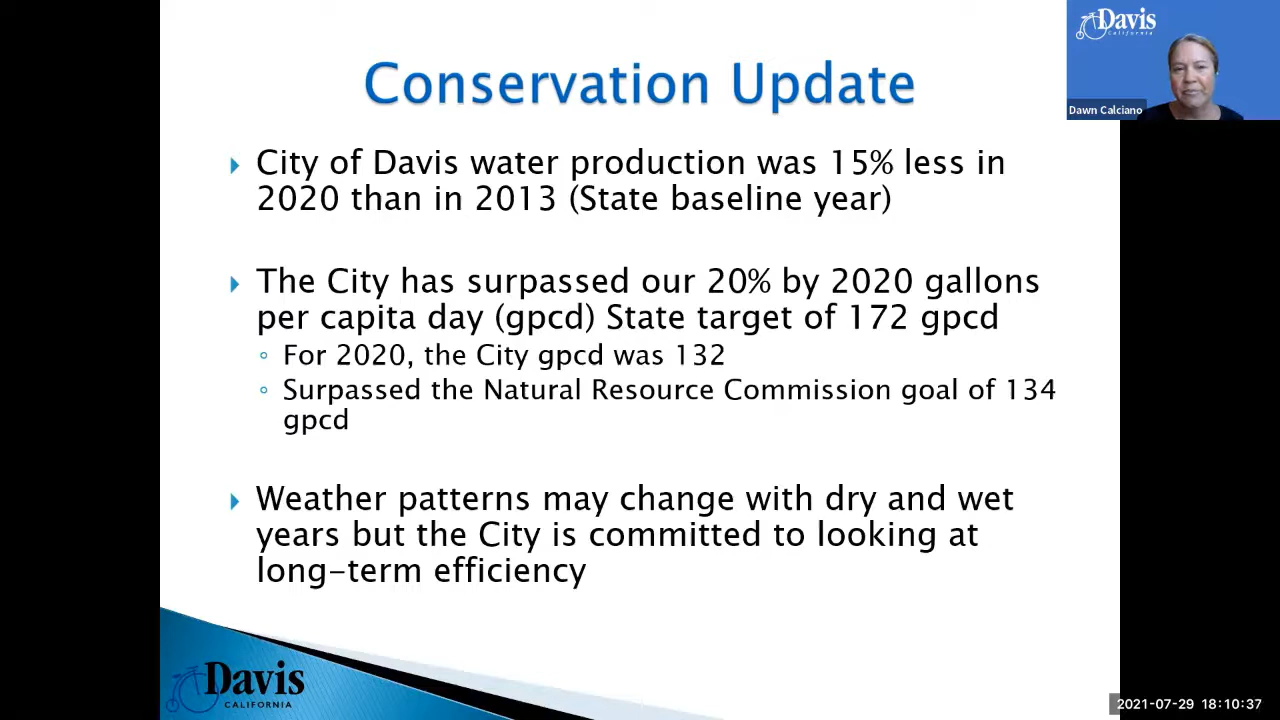 Conservation Update
City of Davis water production was 15% less in
2020 than in 2013 (State baseline year)
The City has surpassed our 20% by 2020 gallons
per capita day (gpcd) State target of 172 gpcd
For 2020, the City gpcd was 132
Surpassed the Natural Resource Commission goal of 134
gpcd
Weather patterns may change with dry and wet
years but the City is committed to looking at
long-term efficiency
Davis
CALIFORNIA
Davis
California
Dawn Calciano
2021-07-29 18:10:37